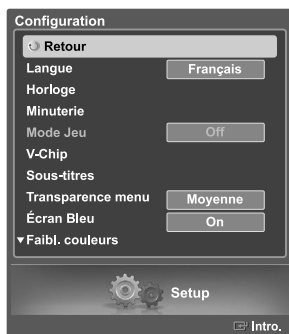 Configuration
Retour
Langue Français
Horloge
Minuterie
Mode Jeu Off
V-Chip
Sous-titres
Transparence menu Moyenne
Écran Bleu On
▼Faibl. couleurs
Setup
Intro.